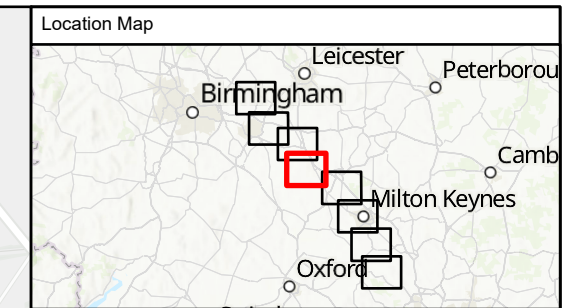 Location Map
Leicester
Peterborou
Birmingham
Camb
Milton Keynes
Oxford